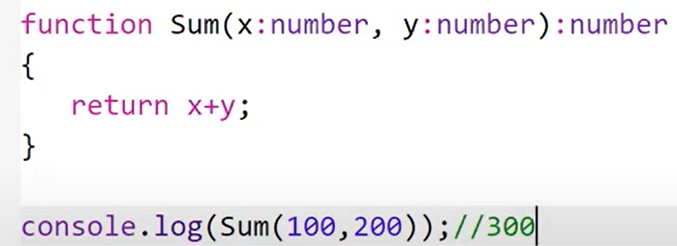 function Sum(x:number, y:number):number
{
return x+y;
}
console.log(Sum(100,200));//300